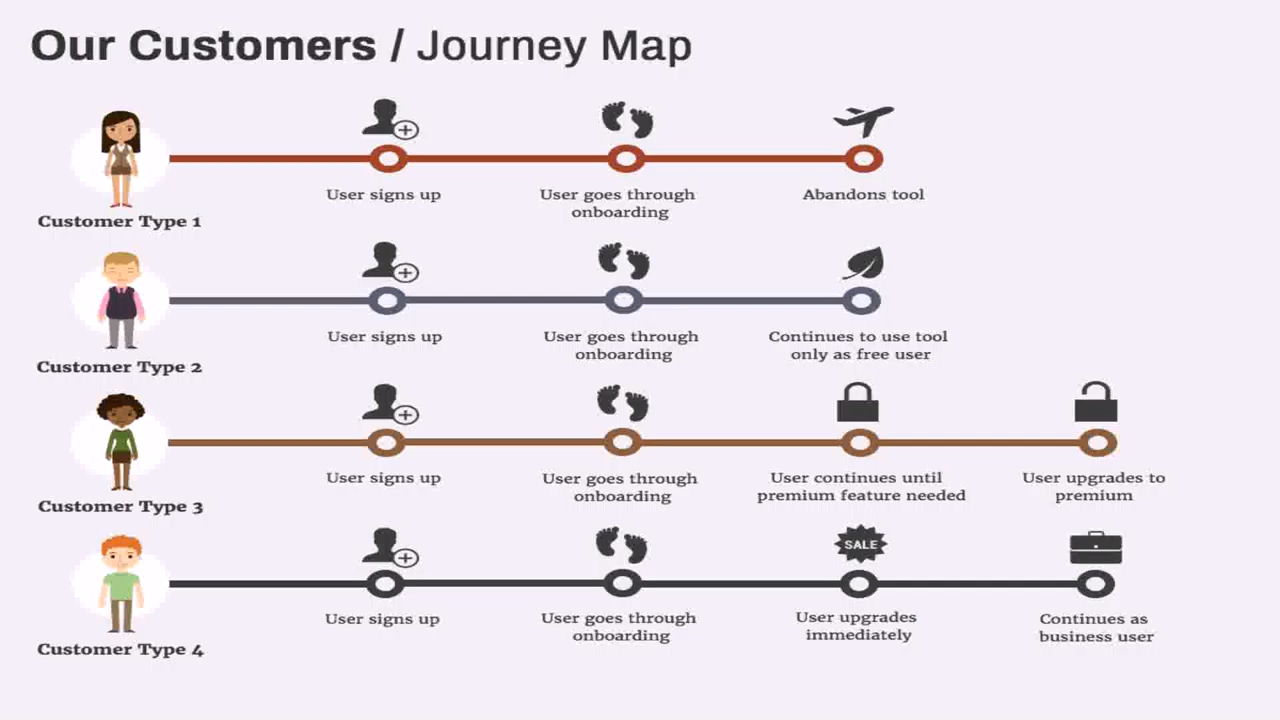 Our Customers / Journey Map
User signs up
User goes through
onboarding
Abandons tool
Customer Type 1
User signs up
User goes through
onboarding
Continues to use tool
only as free user
Customer Type 2
User signs up
User goes through
onboarding
User continues until
premium feature needed
User upgrades to
premium
Customer Type 3
SALE
User signs up
User goes through
onboarding
User upgrades
immediately
Continues as
business user
Customer Type 4